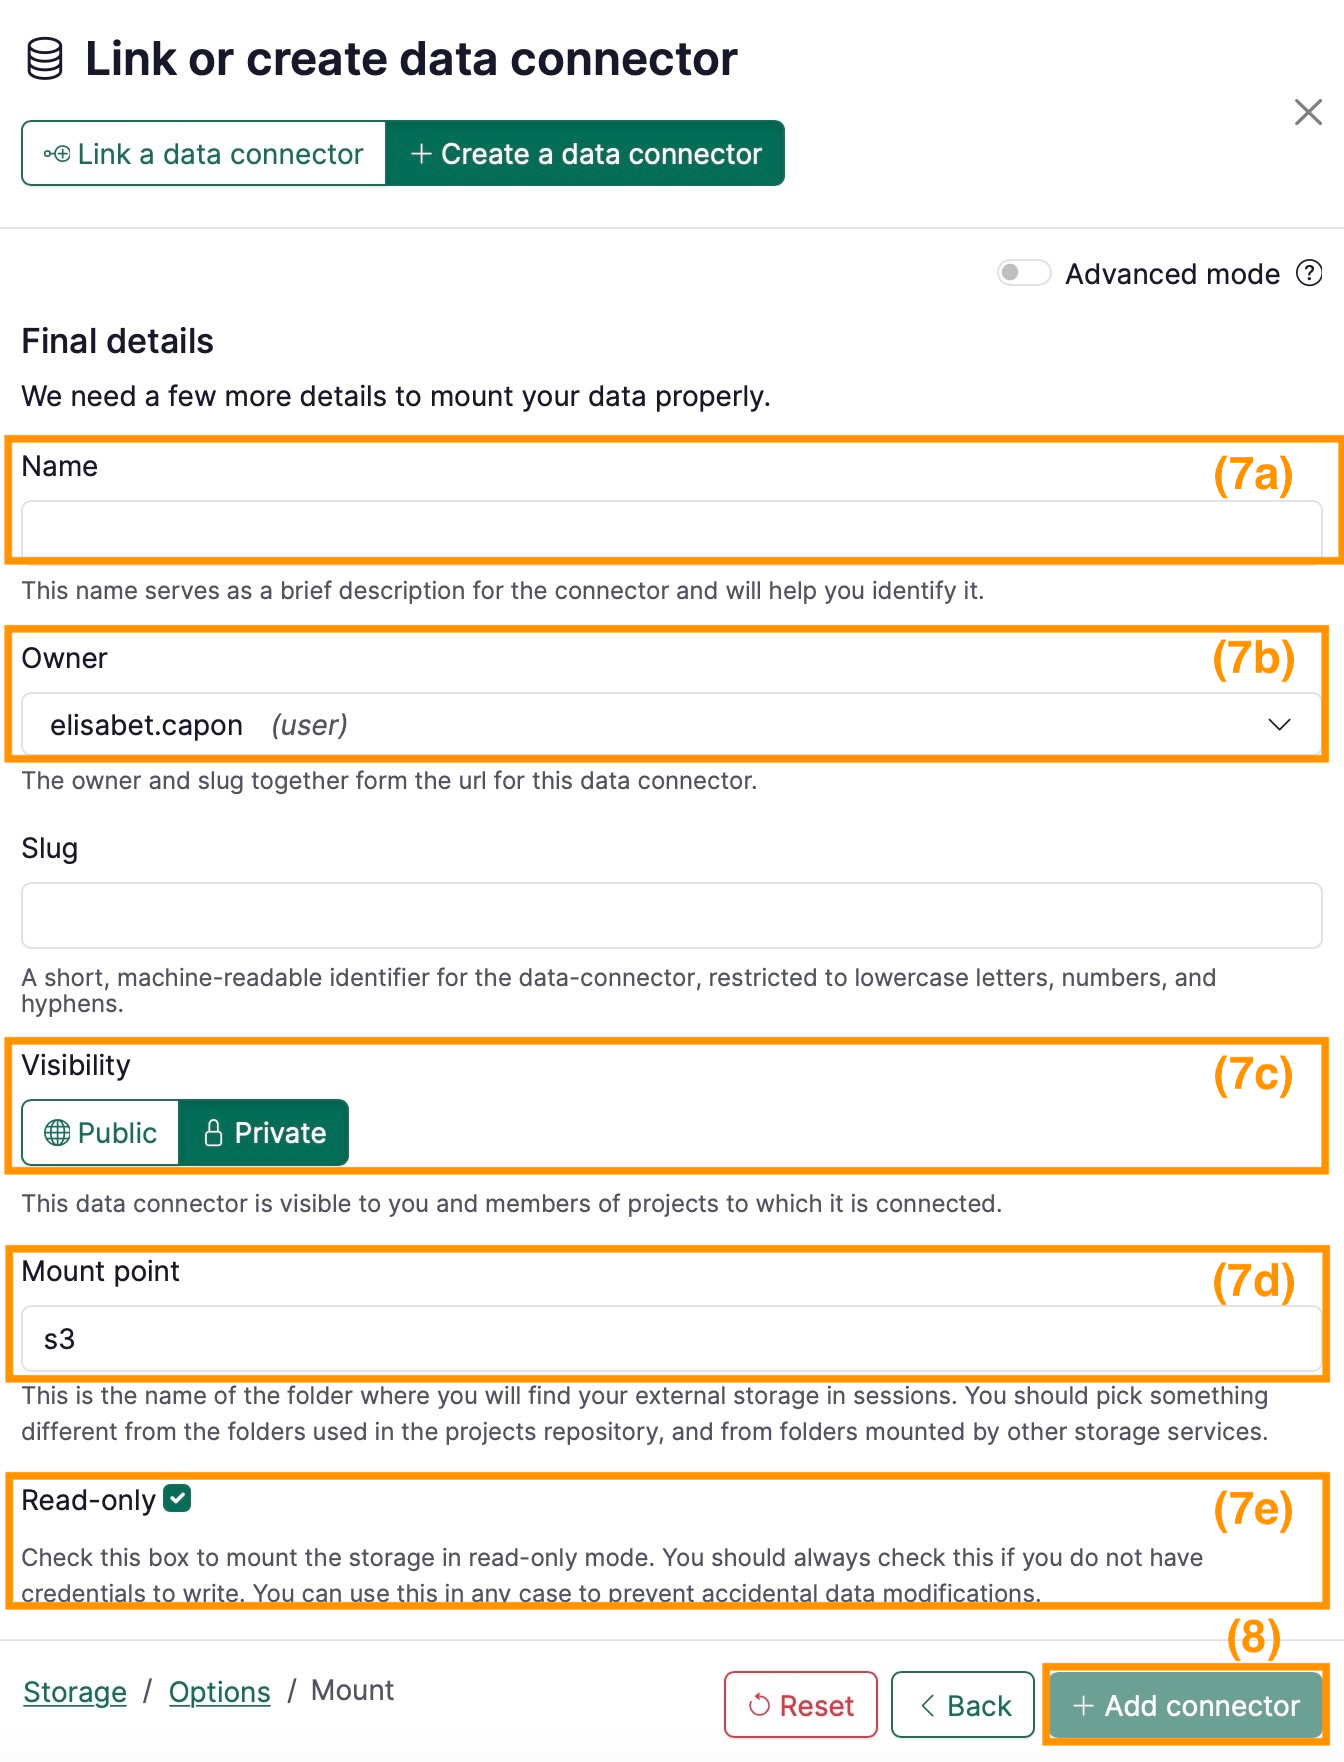 Link or create data connector
Link a data connector
+ Create a data connector
Advanced mode ?
Final details
We need a few more details to mount your data properly.
Name (7a)
This name serves as a brief description for the connector and will help you identify it.
Owner (7b)
elisabet.capon (user)
The owner and slug together form the url for this data connector.
Slug
A short, machine-readable identifier for the data-connector, restricted to lowercase letters, numbers, and
hyphens.
Visibility (7c)
Public Private
This data connector is visible to you and members of projects to which it is connected.
Mount point (7d)
s3
This is the name of the folder where you will find your external storage in sessions. You should pick something
different from the folders used in the projects repository, and from folders mounted by other storage services.
Read-only (7e)
Check this box to mount the storage in read-only mode. You should always check this if you do not have
credentials to write. You can use this in any case to prevent accidental data modifications.
(8)
Storage / Options / Mount
Reset
< Back
+ Add connector